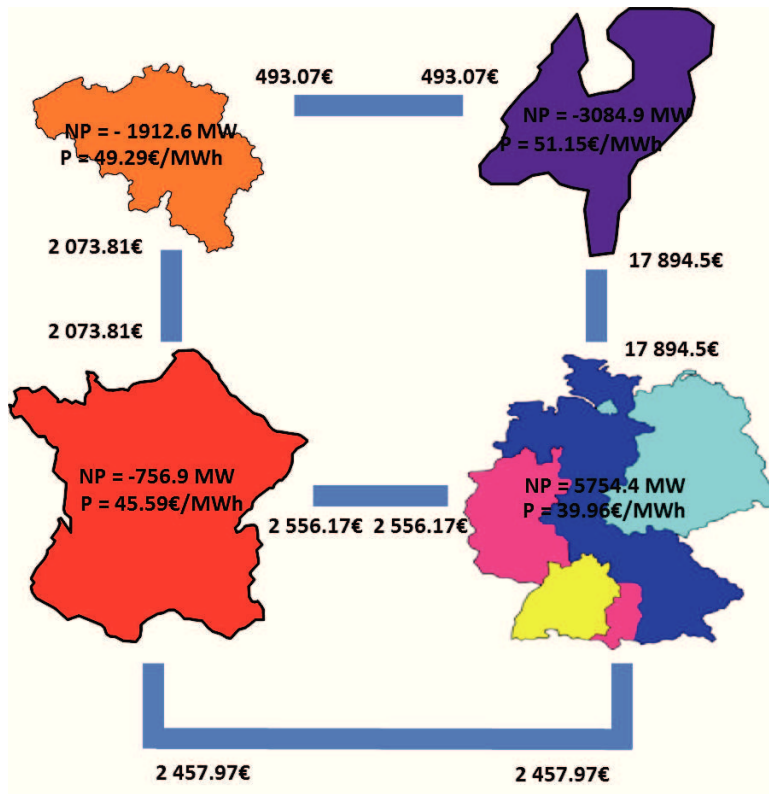 493.07€ 493.07€
NP = - 1912.6 MW
P = 49.29€/MWh
NP = -3084.9 MW
P = 51.15€/MWh
2 073.81€
17 894.5€
2 073.81€
17 894.5€
NP = -756.9 MW
P = 45.59€/MWh
NP = 5754.4 MW
P = 39.96€/MWh
2 556.17€ 2 556.17€
2 457.97€ 2 457.97€